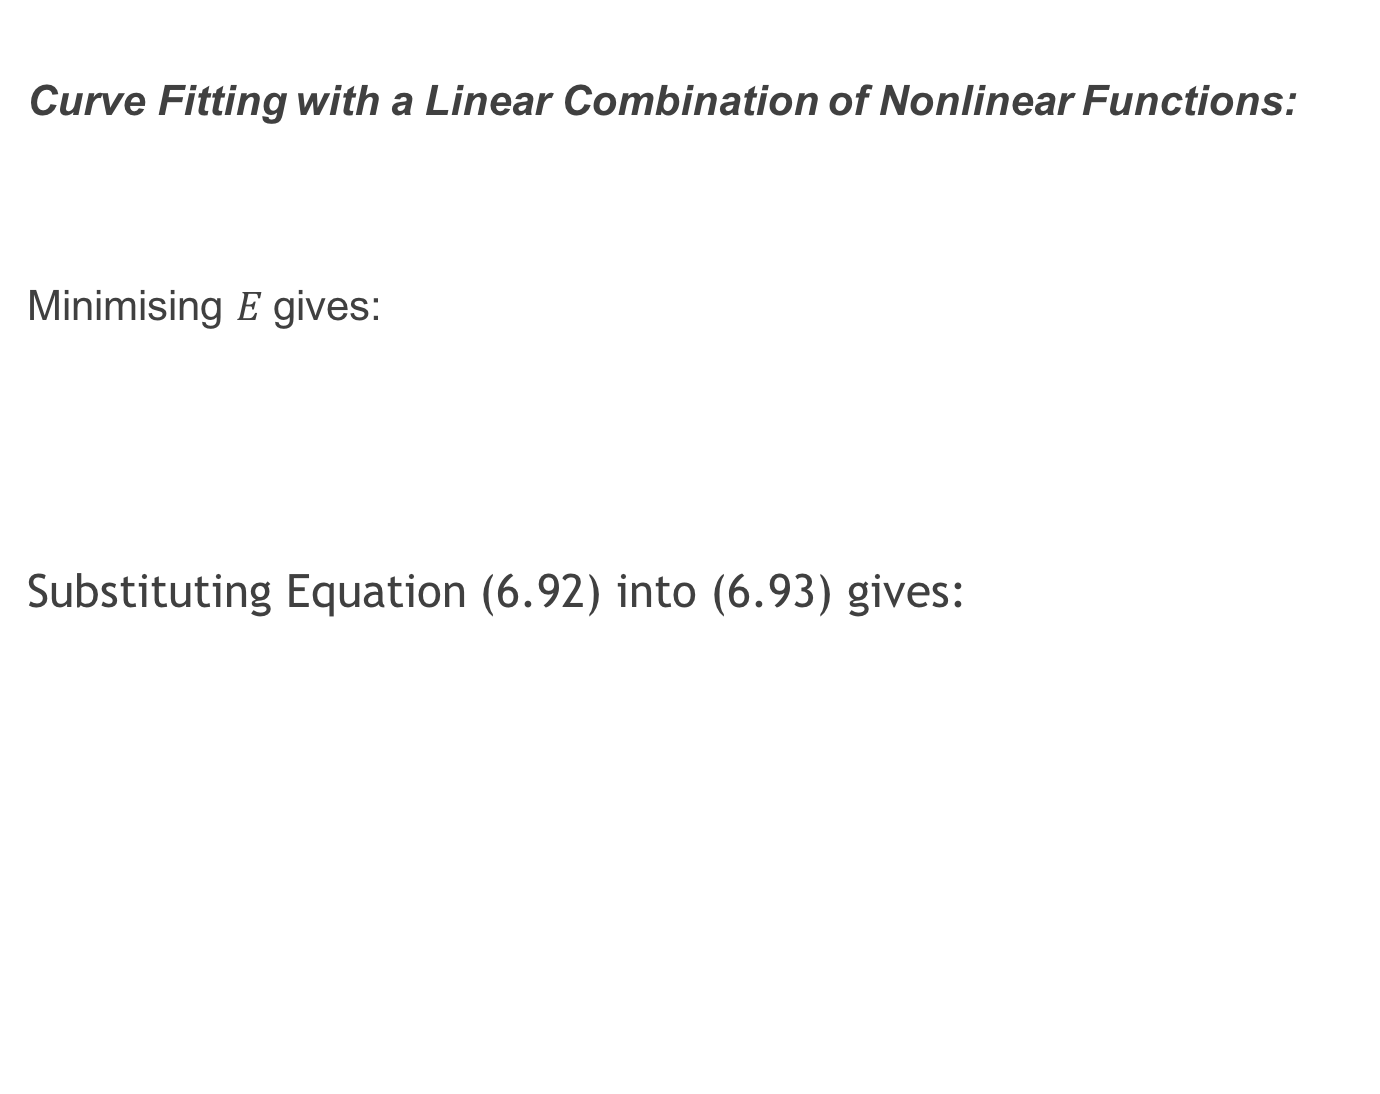 Curve Fitting with a Linear Combination of Nonlinear Functions:
Minimising 𝐸 gives:
Substituting Equation (6.92) into (6.93) gives: